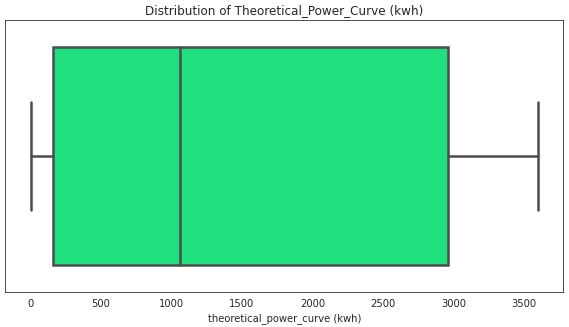 Distribution of Theoretical_Power_Curve (kwh)
0 500 1000 1500 2000 2500 3000 3500
theoretical_power_curve (kwh)